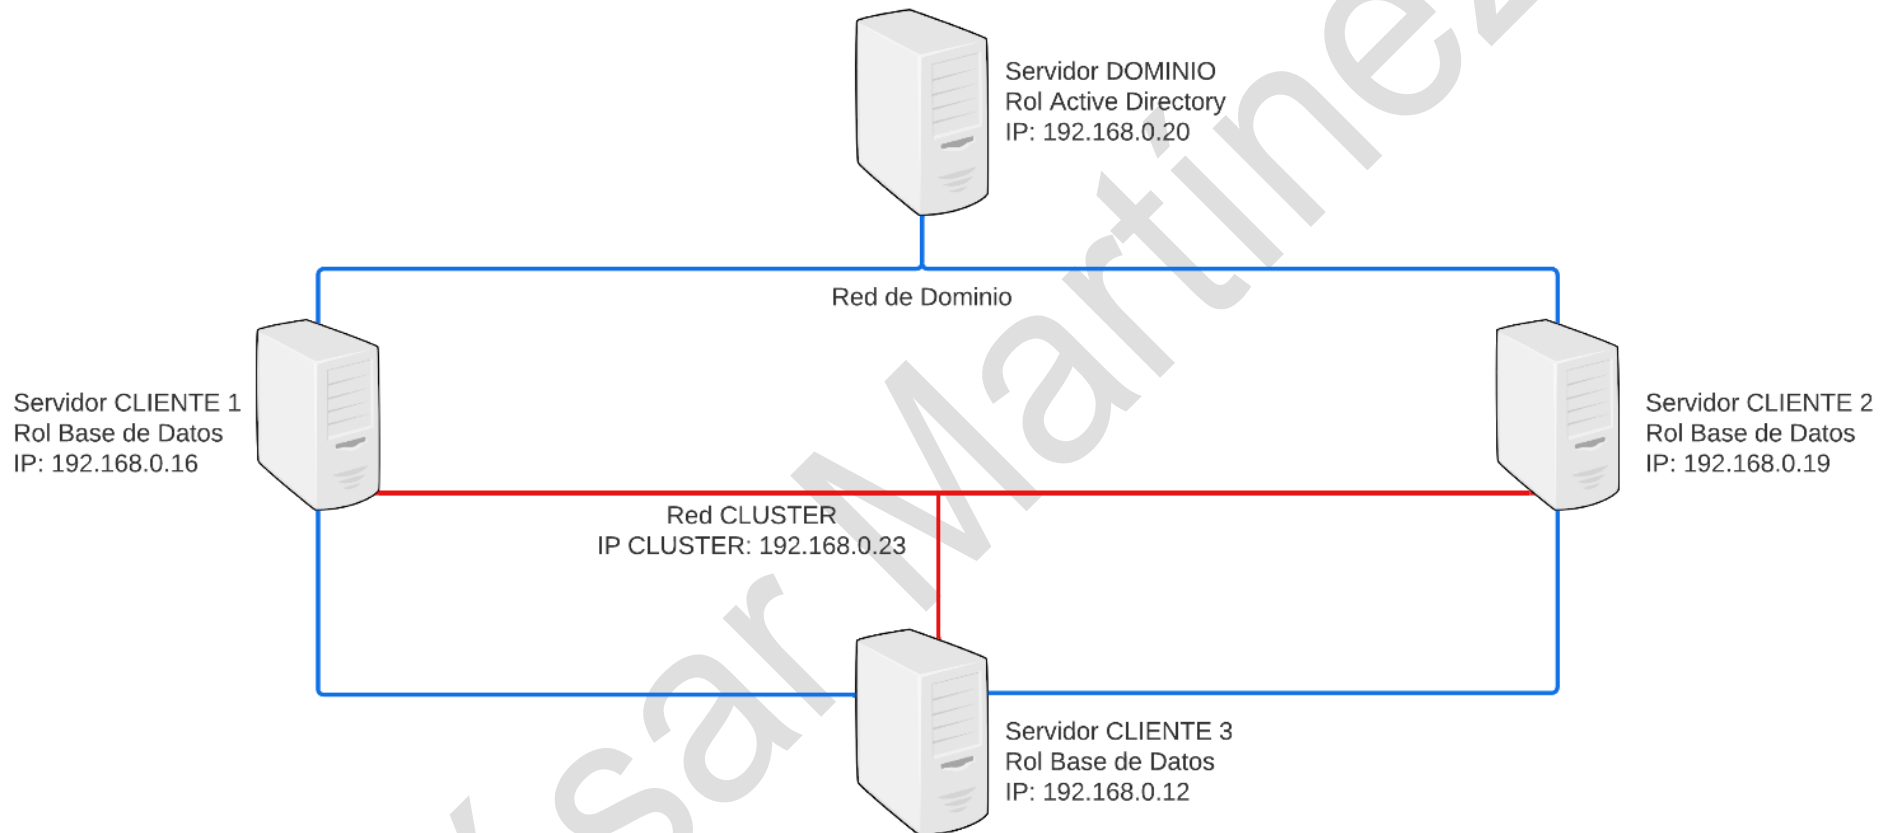 Servidor DOMINIO
Rol Active Directory
IP: 192.168.0.20
Red de Dominio
Servidor CLIENTE 1
Rol Base de Datos
IP: 192.168.0.16
Servidor CLIENTE 2
Rol Base de Datos
IP: 192.168.0.19
Red CLUSTER
IP CLUSTER: 192.168.0.23
Servidor CLIENTE 3
Rol Base de Datos
IP: 192.168.0.12
sar Martínez